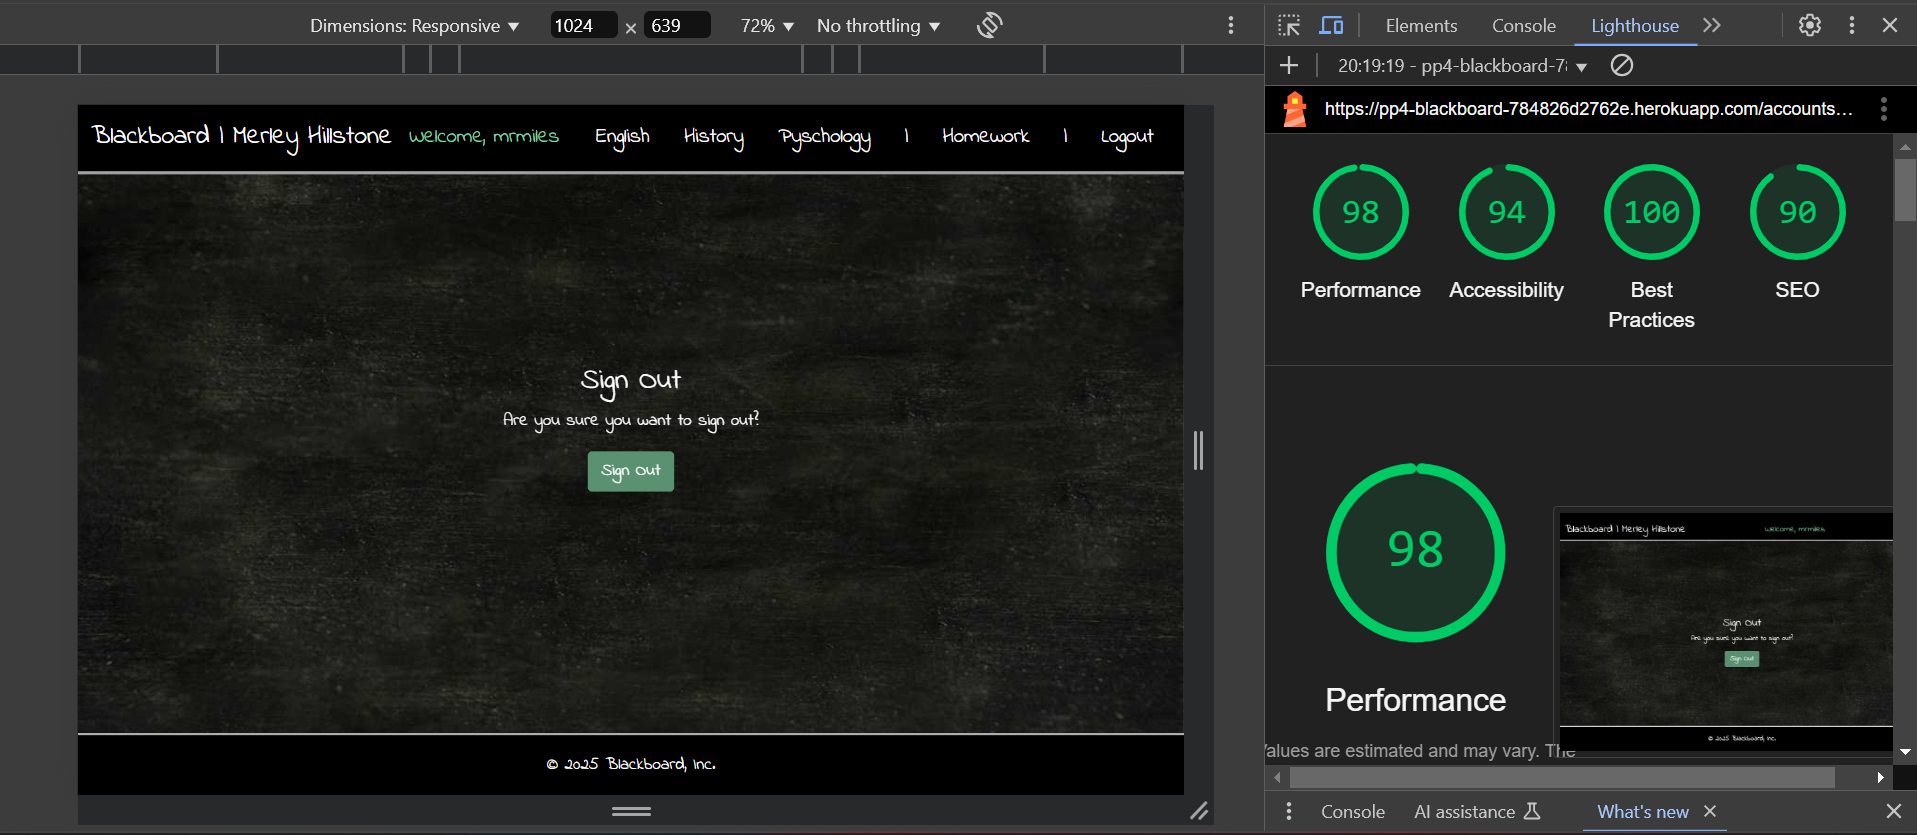 Dimensions: Responsive ▼ 1024 × 639 72% ▼ No throttling ▼
Elements Console Lighthouse
20:19:19 - pp4-blackboard-78
https://pp4-blackboard-784826d2762e.herokuapp.com/accounts…
Blackboard | Merley Hillstone Welcome, mrmiles English History Pyschology | Homework | Logout
Sign Out
Are you sure you want to sign out?
Sign Out
© 2025 Blackboard, Inc.
98 94 100 90
Performance Accessibility Best Practices SEO
98
Performance
Blackboard | Merley Hillstone Welcome, mrmiles
Sign Out
Are you sure you want to sign out?
Sign Out
© 2025 Blackboard, Inc.
Values are estimated and may vary. The
Console AI assistance What's new